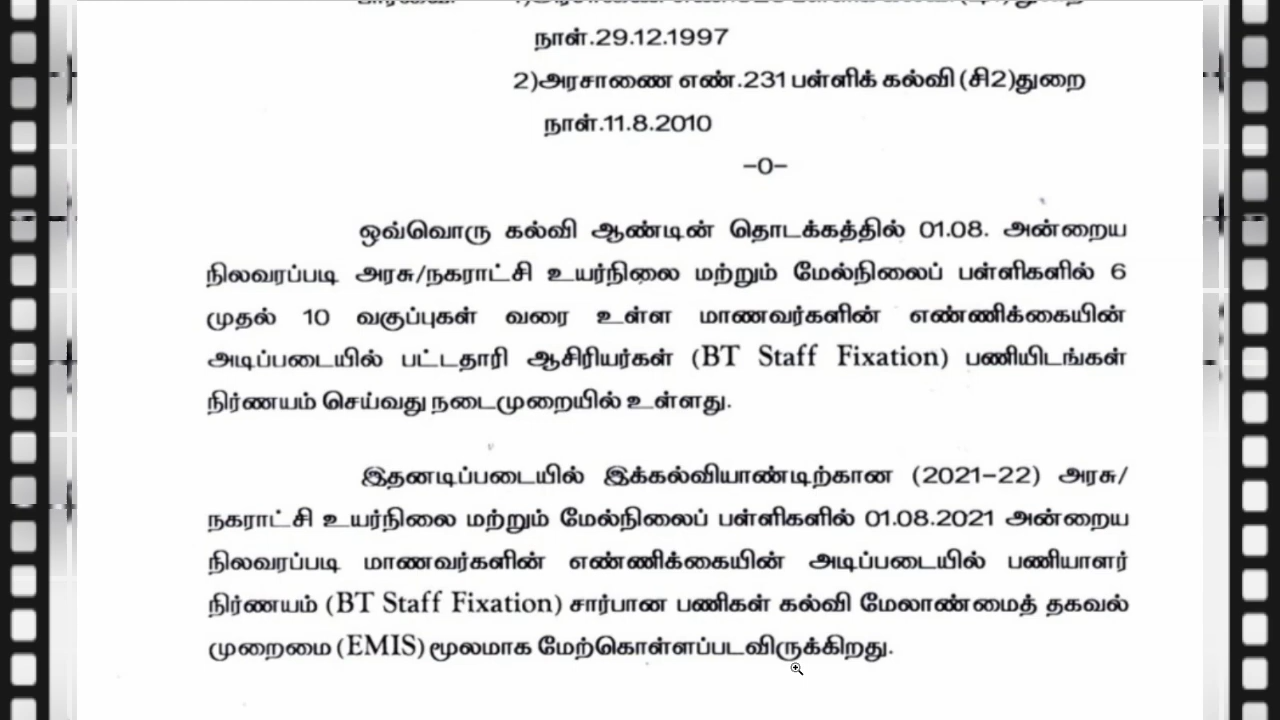 நாள்.29.12.1997
2)அரசாணை எண்.231 பள்ளிக் கல்வி (சி2)துறை
நாள்.11.8.2010
–0–
ஒவ்வொரு கல்வி ஆண்டின் தொடக்கத்தில் 01.08. அன்றைய
நிலவரப்படி அரசு/நகராட்சி உயர்நிலை மற்றும் மேல்நிலைப் பள்ளிகளில் 6
முதல் 10 வகுப்புகள் வரை உள்ள மாணவர்களின் எண்ணிக்கையின்
அடிப்படையில் பட்டதாரி ஆசிரியர்கள் (BT Staff Fixation) பணியிடங்கள்
நிர்ணயம் செய்வது நடைமுறையில் உள்ளது.
இதனடிப்படையில் இக்கல்வியாண்டிற்கான (2021–22) அரசு/
நகராட்சி உயர்நிலை மற்றும் மேல்நிலைப் பள்ளிகளில் 01.08.2021 அன்றைய
நிலவரப்படி மாணவர்களின் எண்ணிக்கையின் அடிப்படையில் பணியாளர்
நிர்ணயம் (BT Staff Fixation) சார்பான பணிகள் கல்வி மேலாண்மைத் தகவல்
முறைமை (EMIS) மூலமாக மேற்கொள்ளப்படவிருக்கிறது.